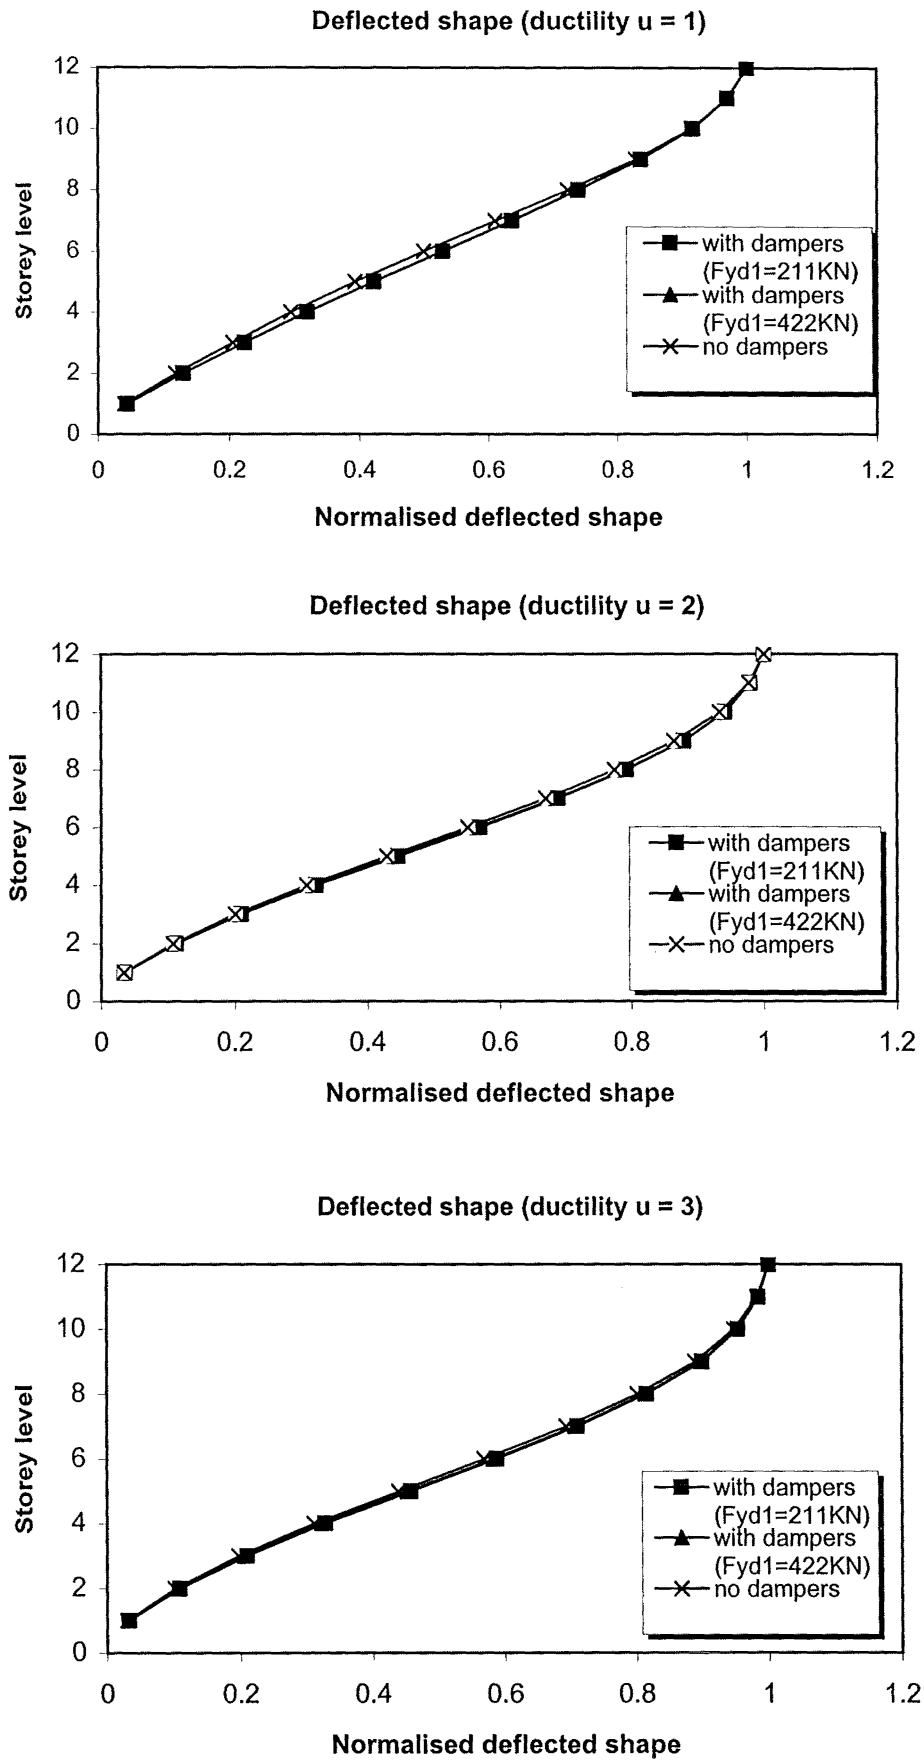 Deflected shape (ductility u = 1)
12
10
8
6
4
2
0
Storey level
0 0.2 0.4 0.6 0.8 1 1.2
Normalised deflected shape
with dampers
(Fyd1=211KN)
with dampers
(Fyd1=422KN)
no dampers
Deflected shape (ductility u = 2)
12
10
8
6
4
2
0
Storey level
0 0.2 0.4 0.6 0.8 1 1.2
Normalised deflected shape
with dampers
(Fyd1=211KN)
with dampers
(Fyd1=422KN)
no dampers
Deflected shape (ductility u = 3)
12
10
8
6
4
2
0
Storey level
0 0.2 0.4 0.6 0.8 1 1.2
Normalised deflected shape
with dampers
(Fyd1=211KN)
with dampers
(Fyd1=422KN)
no dampers